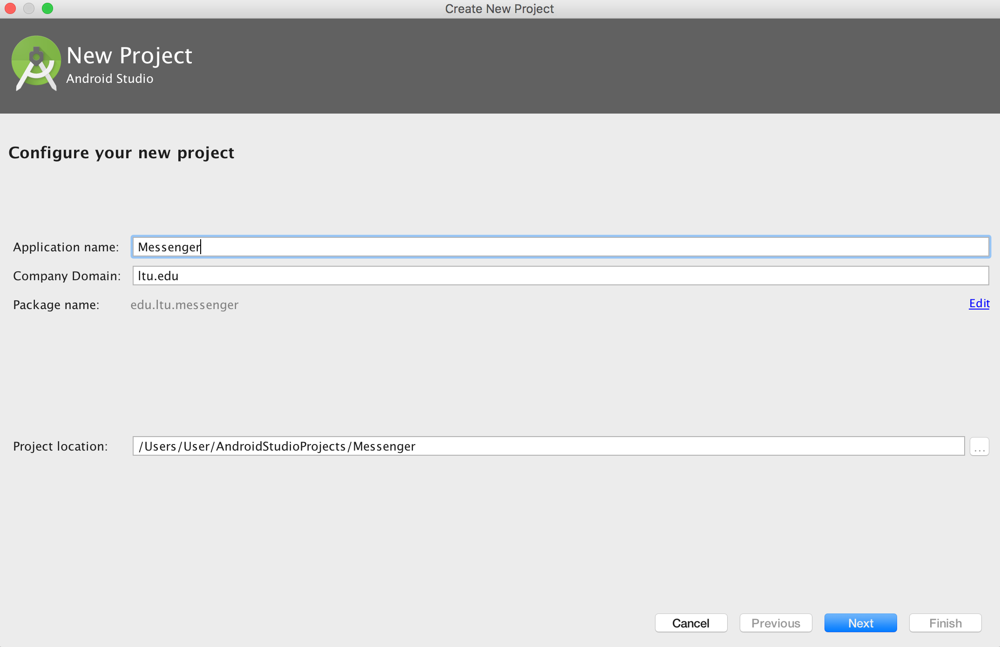 Create New Project
New Project
Android Studio
Configure your new project
Application name: Messenger
Company Domain: ltu.edu
Package name: edu.ltu.messenger Edit
Project location: /Users/User/AndroidStudioProjects/Messenger ...
Cancel Previous Next Finish